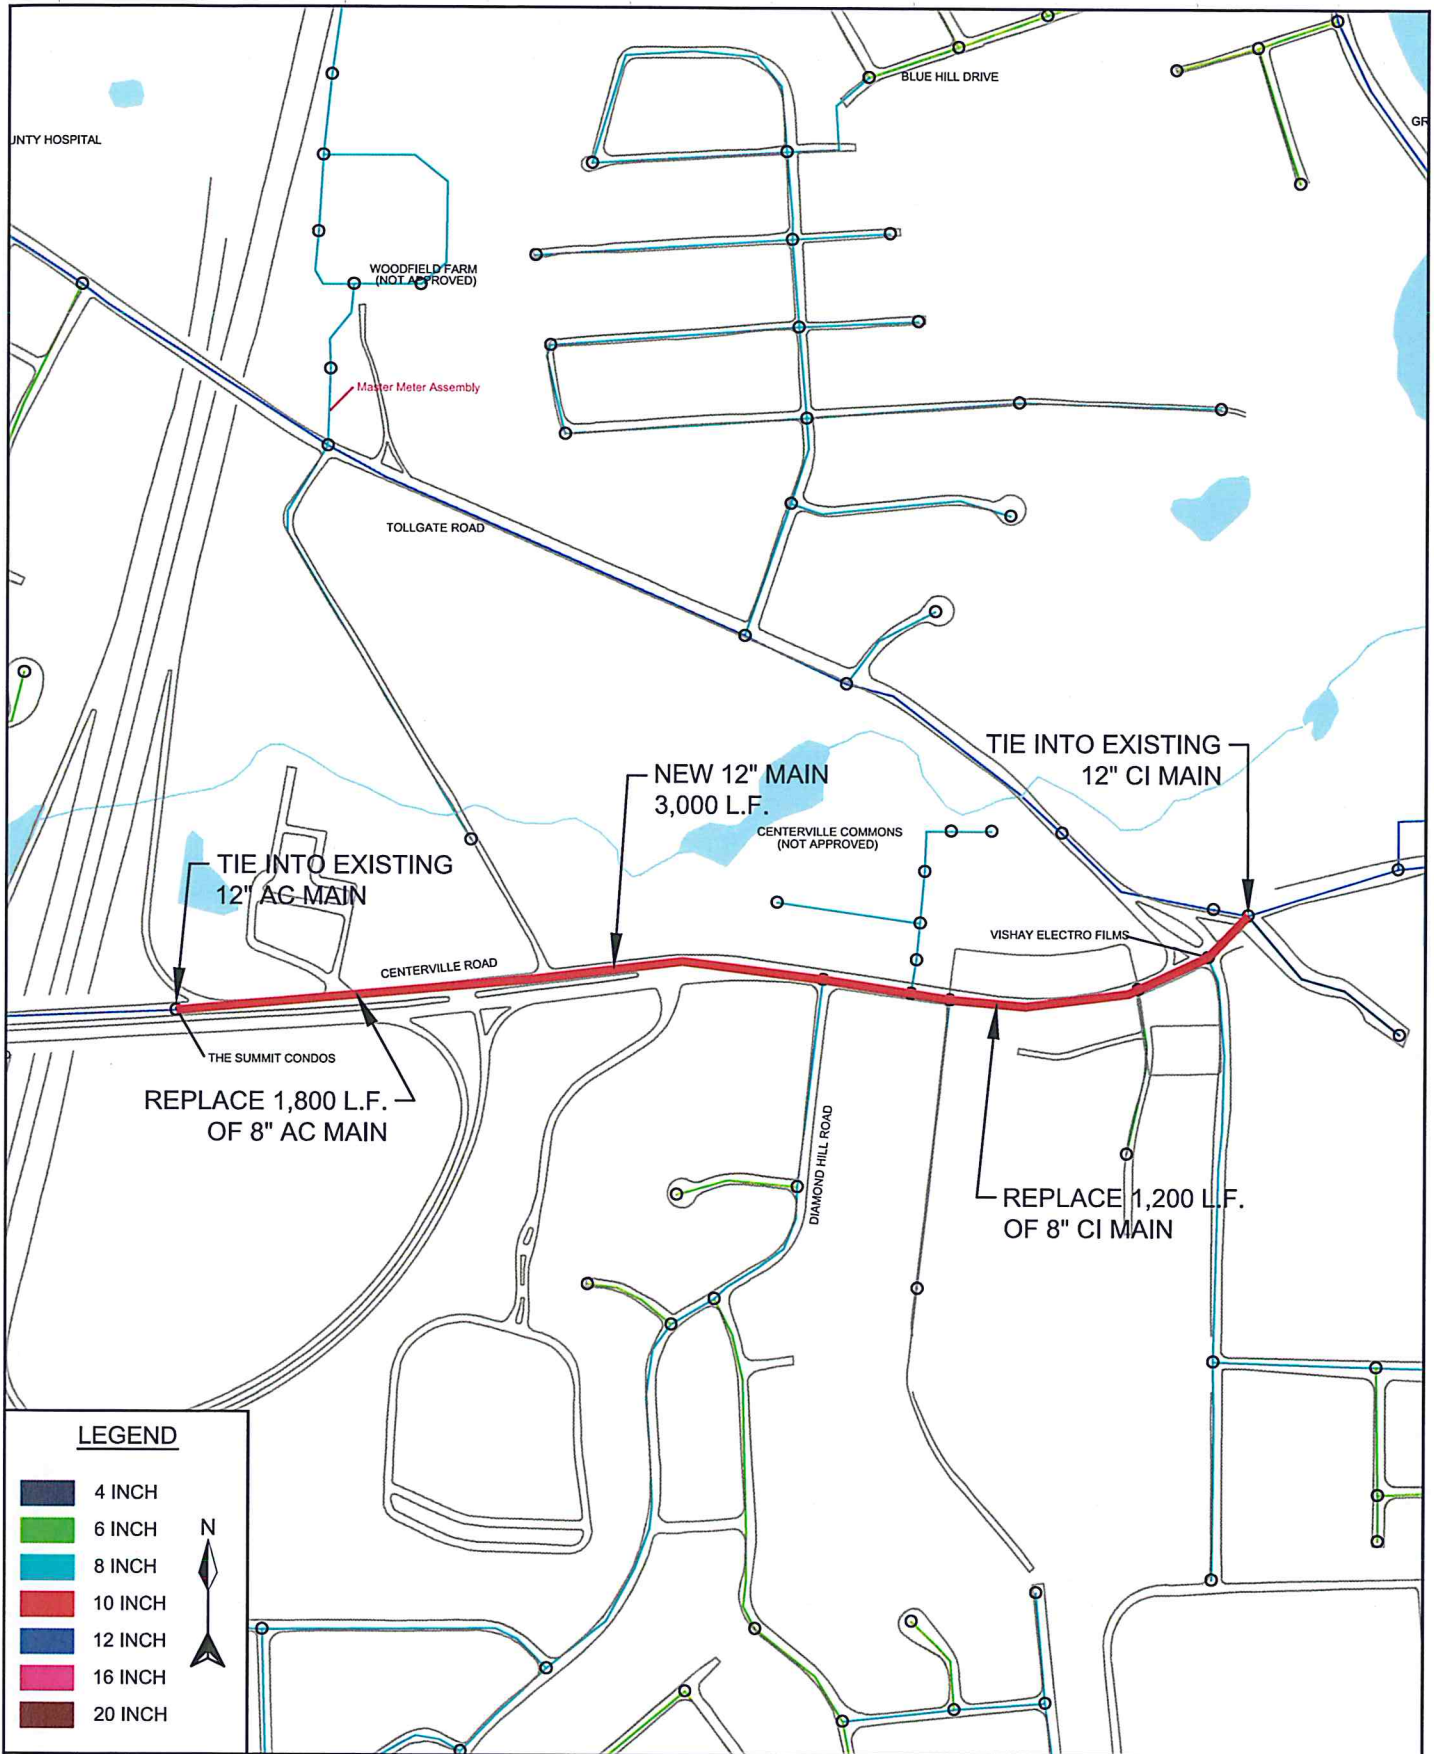 BLUE HILL DRIVE
UNTY HOSPITAL
GR
WOODFIELD FARM
(NOT APPROVED)
Master Meter Assembly
TOLLGATE ROAD
TIE INTO EXISTING
12" CI MAIN
NEW 12" MAIN
3,000 L.F.
CENTERVILLE COMMONS
(NOT APPROVED)
TIE INTO EXISTING
12" AC MAIN
VISHAY ELECTRO FILMS
CENTERVILLE ROAD
THE SUMMIT CONDOS
REPLACE 1,800 L.F.
OF 8" AC MAIN
DIAMOND HILL ROAD
REPLACE 1,200 L.F.
OF 8" CI MAIN
LEGEND
4 INCH
6 INCH
8 INCH
10 INCH
12 INCH
16 INCH
20 INCH
N